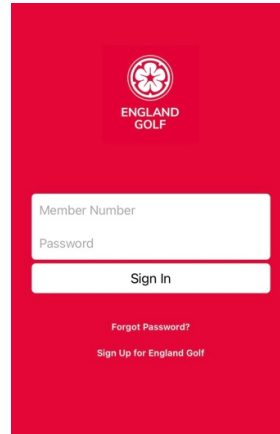 ENGLAND
GOLF
Member Number
Password
Sign In
Forgot Password?
Sign Up for England Golf